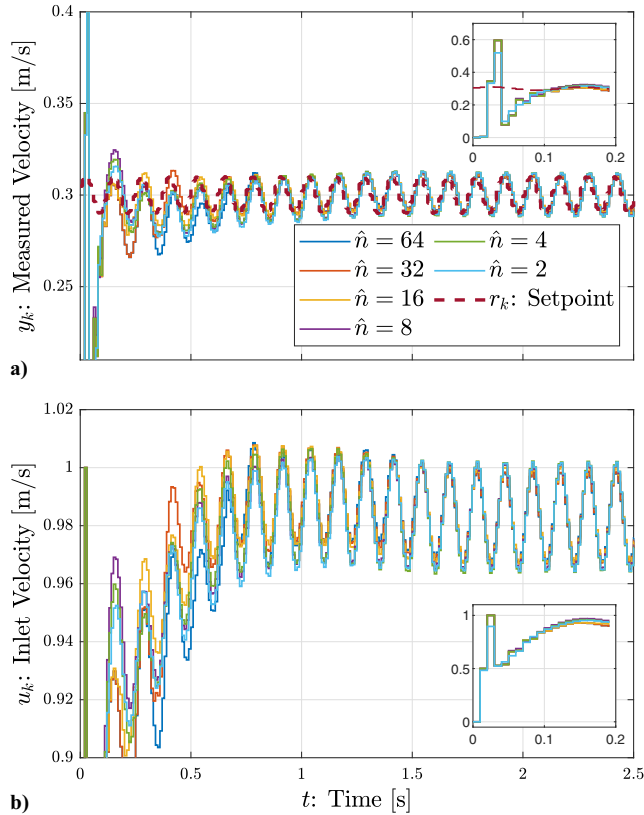 0.4
0.35
0.3
0.25
y_k: Measured Velocity [m/s]
0.6
0.4
0.2
0
0
0.1
0.2
n̂ = 64
n̂ = 4
n̂ = 32
n̂ = 2
n̂ = 16
r_k: Setpoint
n̂ = 8
a)
1.02
1
0.98
0.96
0.94
0.92
0.9
u_k: Inlet Velocity [m/s]
1
0.5
0
0
0.1
0.2
0
0.5
1
1.5
2
2.5
t: Time [s]
b)